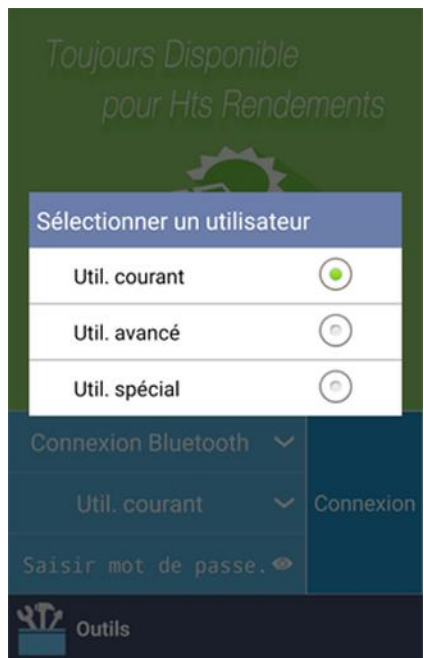 Toujours Disponible
pour Hts Rendements
Sélectionner un utilisateur
Util. courant
Util. avancé
Util. spécial
Connexion Bluetooth
Util. courant
Connexion
Saisir mot de passe.
Outils